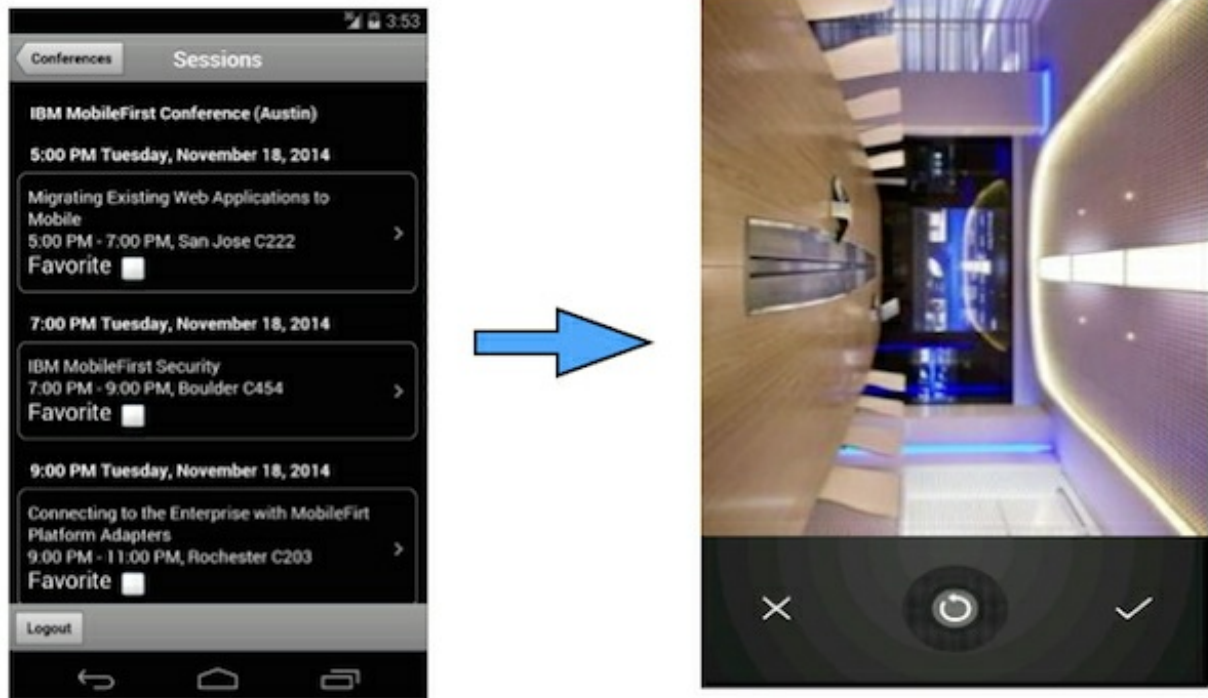 3:53
Conferences
Sessions
IBM MobileFirst Conference (Austin)
5:00 PM Tuesday, November 18, 2014
Migrating Existing Web Applications to
Mobile
5:00 PM - 7:00 PM, San Jose C222
Favorite
7:00 PM Tuesday, November 18, 2014
IBM MobileFirst Security
7:00 PM - 9:00 PM, Boulder C454
Favorite
9:00 PM Tuesday, November 18, 2014
Connecting to the Enterprise with MobileFirt
Platform Adapters
9:00 PM - 11:00 PM, Rochester C203
Favorite
Logout